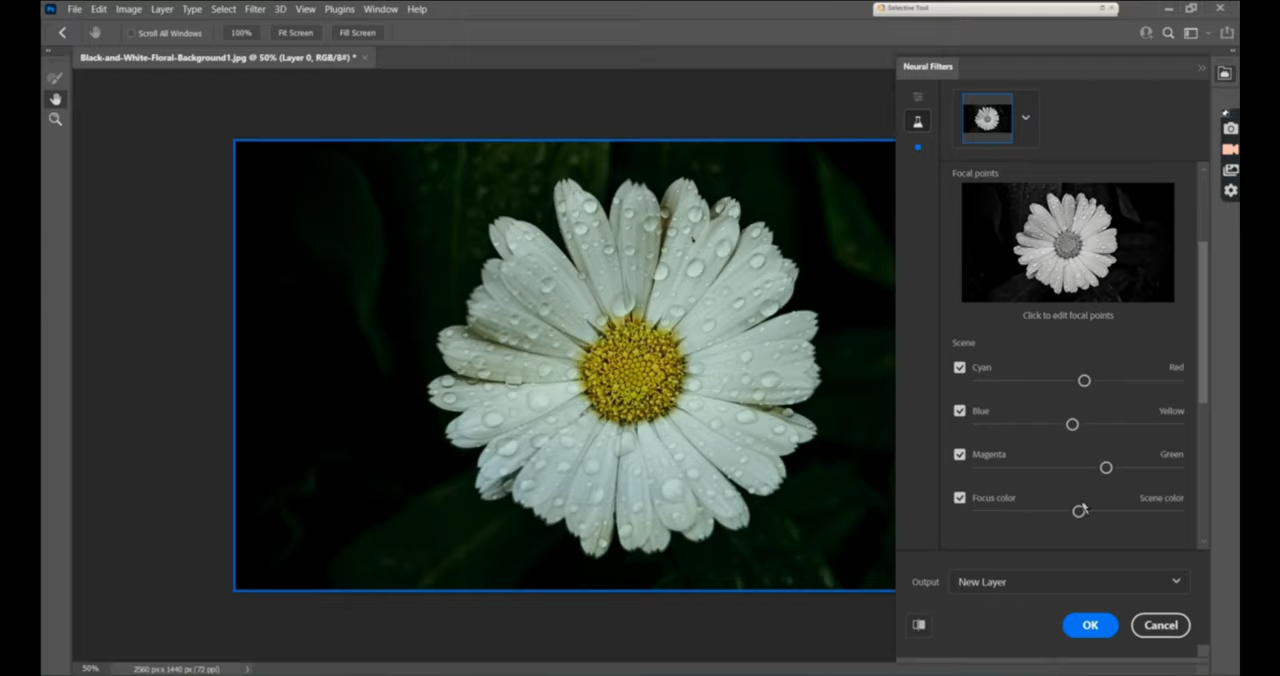 Selective Tool
Ps File Edit Image Layer Type Select Filter 3D View Plugins Window Help
Scroll All Windows 100% Fit Screen Fill Screen
Black-and-White-Floral-Background1.jpg @ 50% (Layer 0, RGB/8#) * ×
Neural Filters
Focal points
Click to edit focal points
Scene
Cyan Red
Blue Yellow
Magenta Green
Focus color Scene color
Output New Layer
OK Cancel
50% 2560 px x 1440 px (72 ppi)